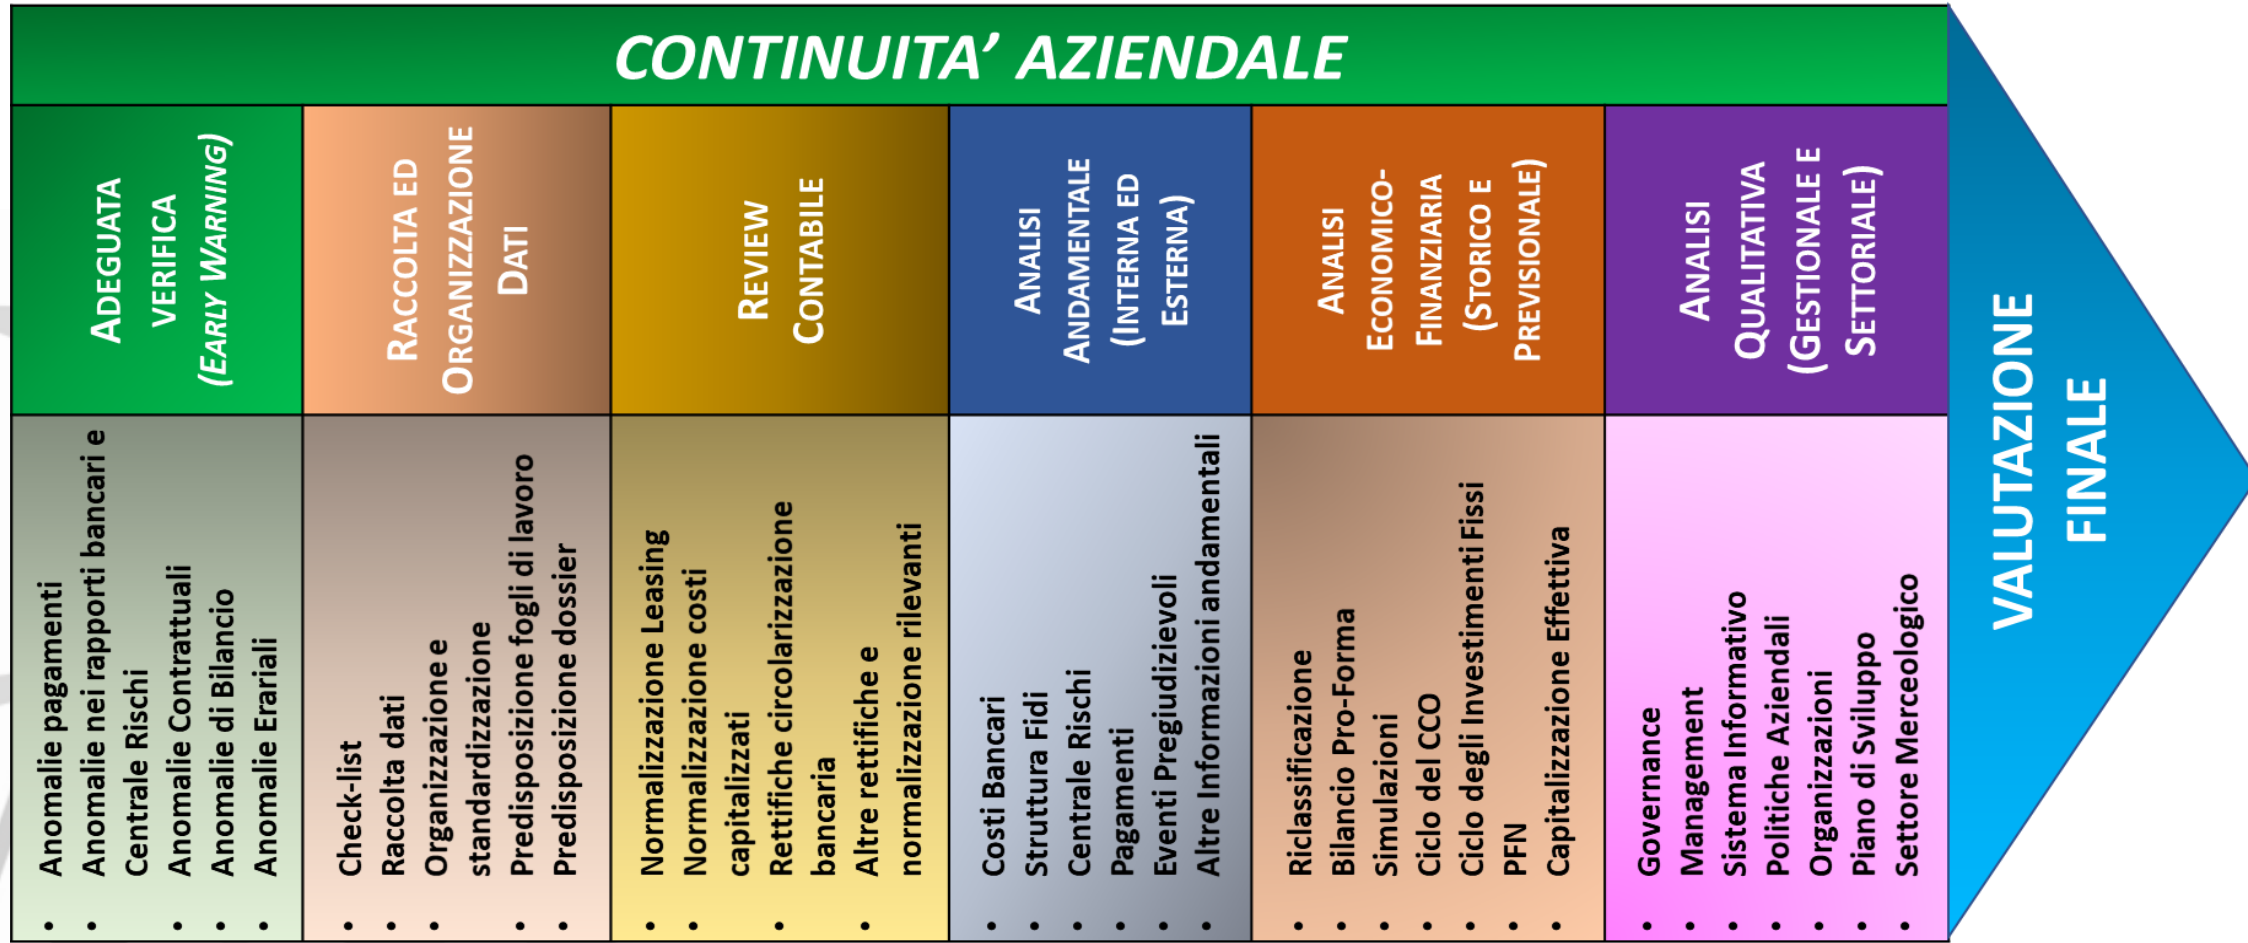 CONTINUITA’ AZIENDALE
ADEGUATA
VERIFICA
(EARLY WARNING)
• Anomalie pagamenti
• Anomalie nei rapporti bancari e
Centrale Rischi
• Anomalie Contrattuali
• Anomalie di Bilancio
• Anomalie Erariali
RACCOLTA ED
ORGANIZZAZIONE
DATI
• Check-list
• Raccolta dati
• Organizzazione e
standardizzazione
• Predisposizione fogli di lavoro
• Predisposizione dossier
REVIEW
CONTABILE
• Normalizzazione Leasing
• Normalizzazione costi
capitalizzati
• Rettifiche circolarizzazione
bancaria
• Altre rettifiche e
normalizzazione rilevanti
ANALISI
ANDAMENTALE
(INTERNA ED
ESTERNA)
• Costi Bancari
• Struttura Fidi
• Centrale Rischi
• Pagamenti
• Eventi Pregiudizievoli
• Altre Informazioni andamentali
ANALISI
ECONOMICO-
FINANZIARIA
(STORICO E
PREVISIONALE)
• Riclassificazione
• Bilancio Pro-Forma
• Simulazioni
• Ciclo del CCO
• Ciclo degli Investimenti Fissi
• PFN
• Capitalizzazione Effettiva
ANALISI
QUALITATIVA
(GESTIONALE E
SETTORIALE)
• Governance
• Management
• Sistema Informativo
• Politiche Aziendali
• Organizzazioni
• Piano di Sviluppo
• Settore Merceologico
VALUTAZIONE
FINALE